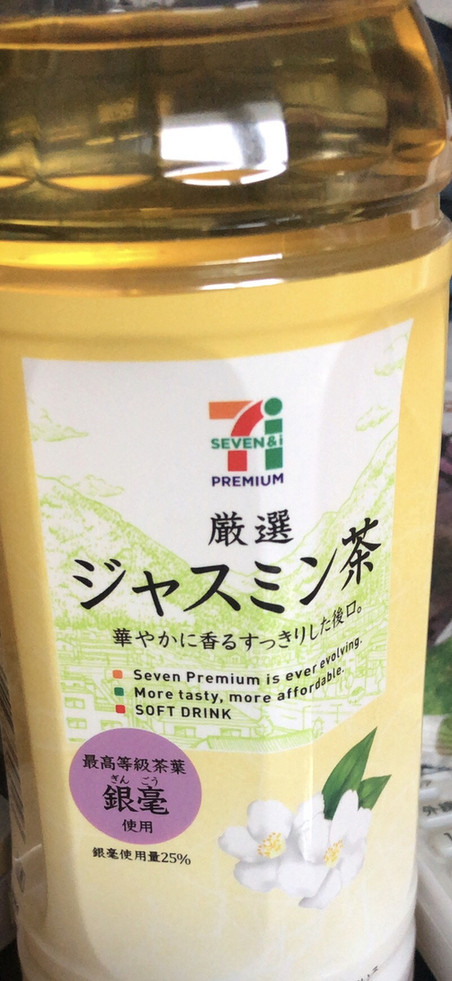 SEVEN&i
PREMIUM
厳選
ジャスミン茶
華やかに香るすっきりした後口。
Seven Premium is ever evolving.
More tasty, more affordable.
SOFT DRINK
最高等級茶葉
ぎん ごう
銀毫
使用
銀毫使用量25%